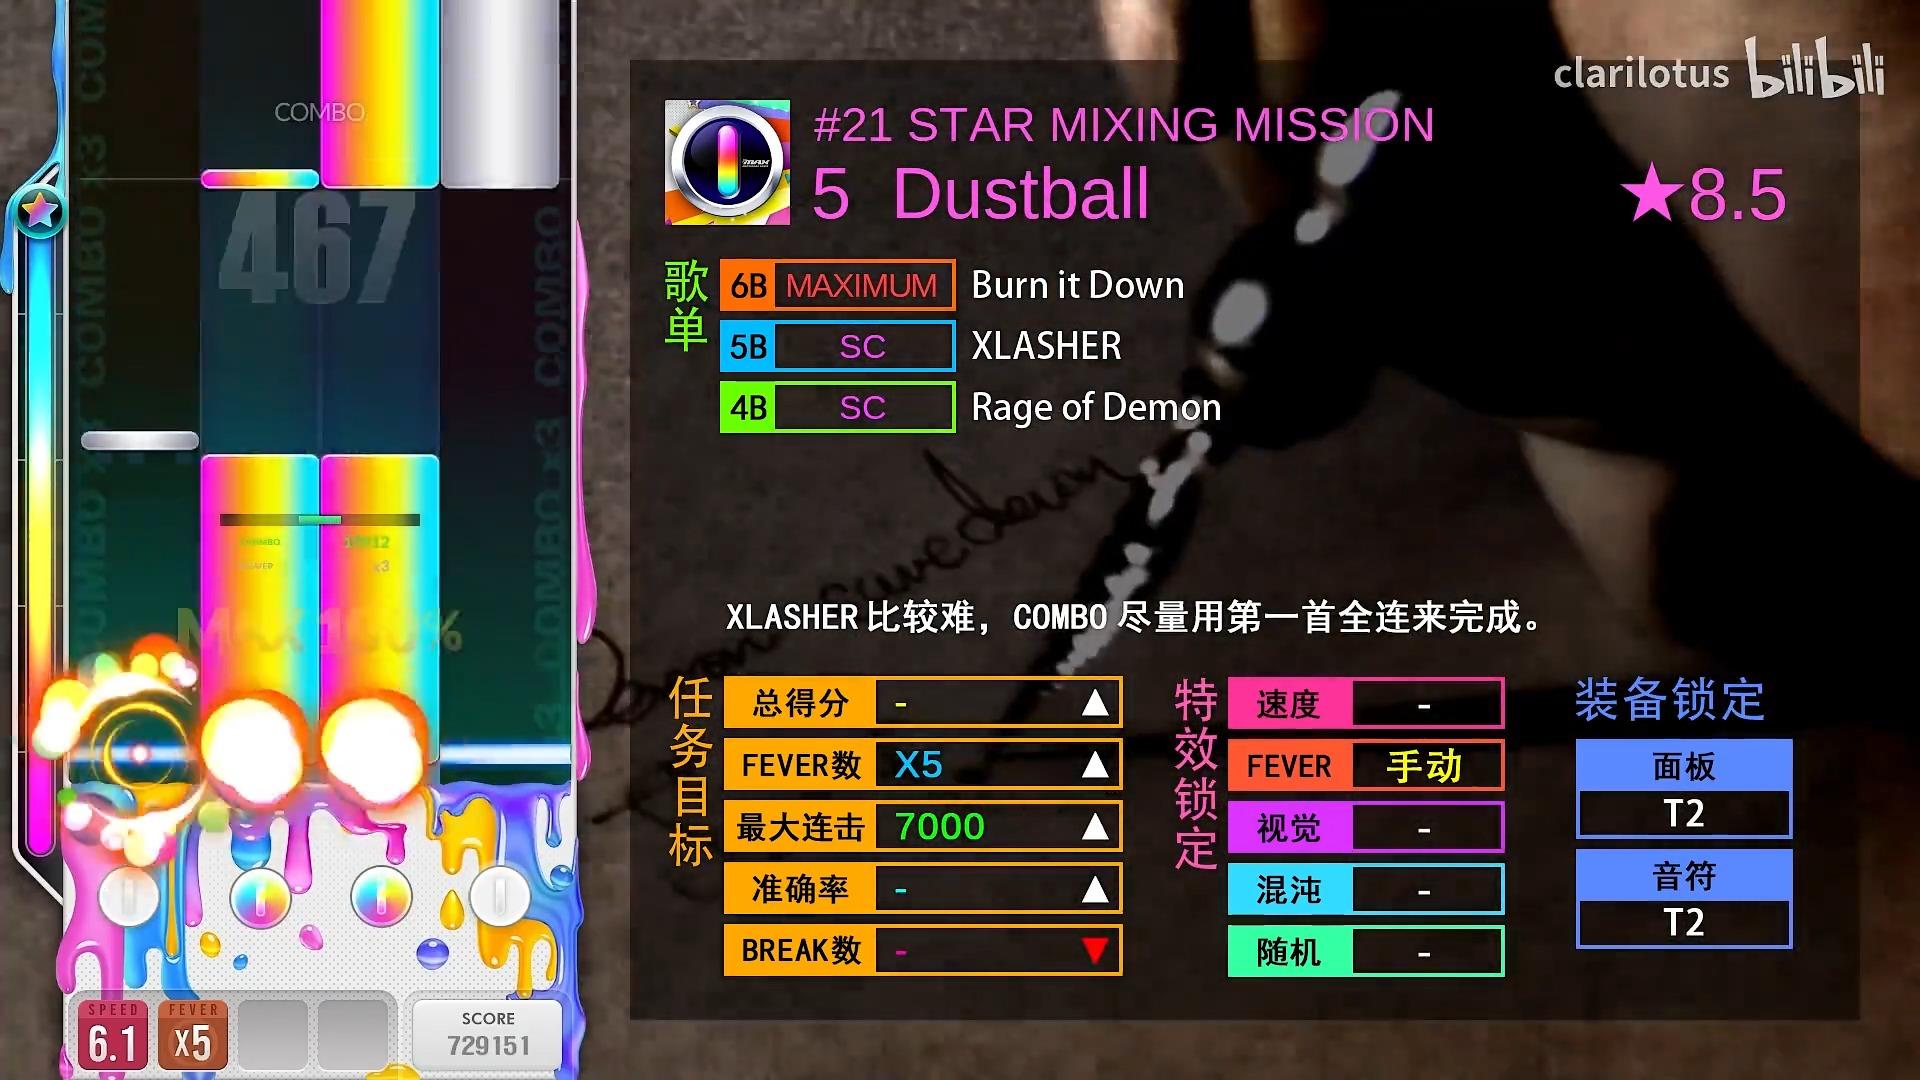 clarilotus bilibili
#21 STAR MIXING MISSION
5 Dustball
★8.5
歌单
6B MAXIMUM Burn it Down
5B SC XLASHER
4B SC Rage of Demon
XLASHER 比较难，COMBO 尽量用第一首全连来完成。
任务目标
总得分 - ▲
FEVER数 X5 ▲
最大连击 7000 ▲
准确率 - ▲
BREAK数 - ▼
特效锁定
速度 -
FEVER 手动
视觉 -
混沌 -
随机 -
装备锁定
面板
T2
音符
T2
COMBO
467
COMBO x3
MAX 100%
SPEED
6.1
FEVER
x5
SCORE
729151